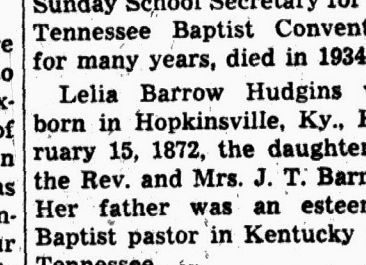 Sunday School Secretary for
Tennessee Baptist Convent
for many years, died in 1934
Lelia Barrow Hudgins
born in Hopkinsville, Ky.,
ruary 15, 1872, the daughter
the Rev. and Mrs. J. T. Barr
Her father was an esteem
Baptist pastor in Kentucky
Tennessee.